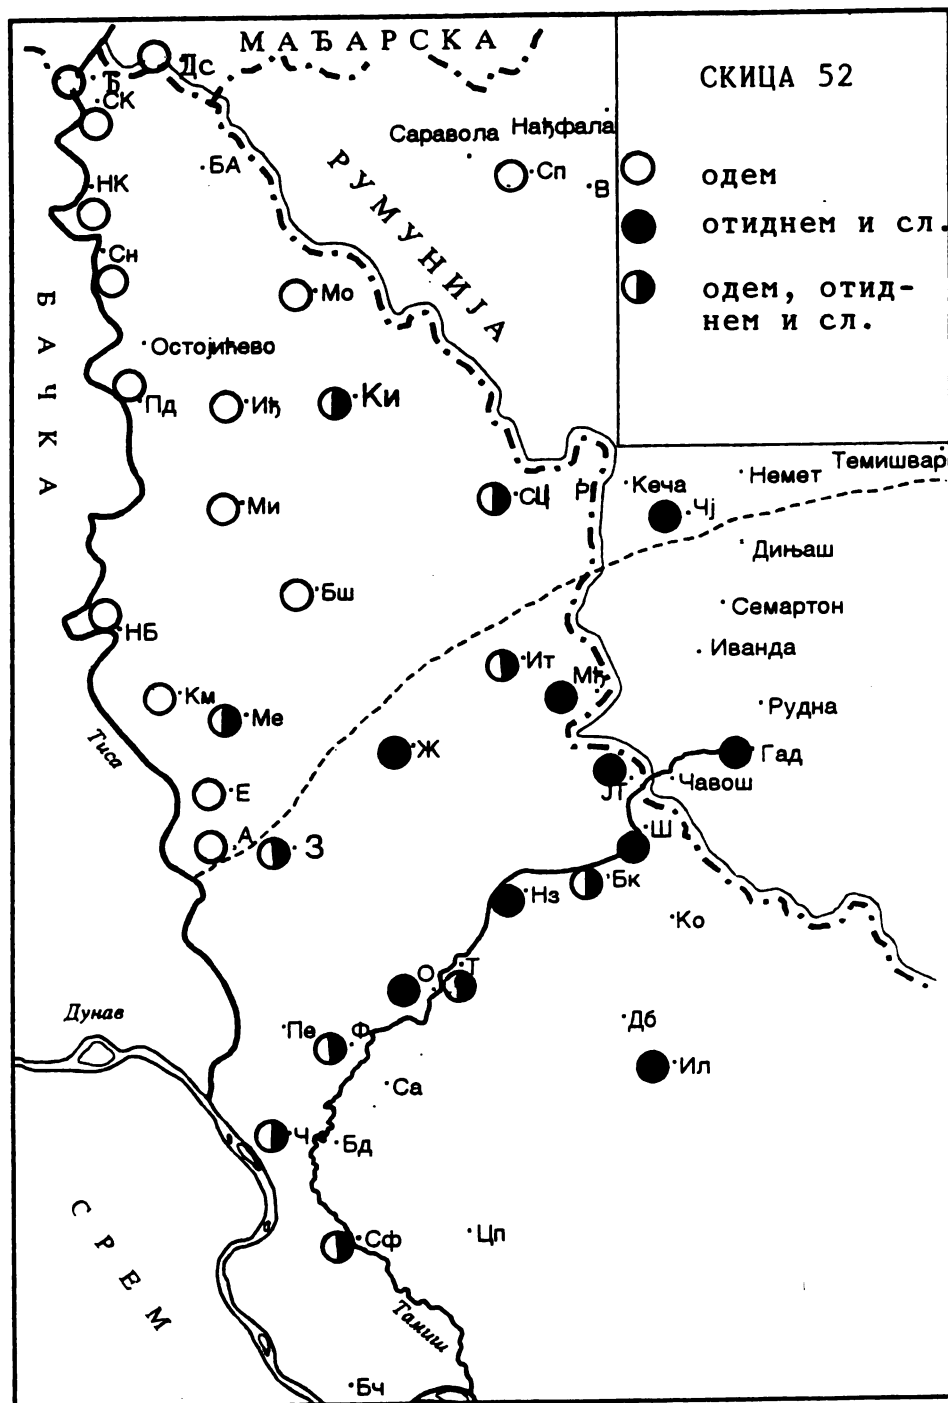 МАЂАРСКА
Ђ
Дс
СК
СКИЦА 52
Саравола
Нађфала
БА
Сп
В
одем
НК
РУМУНИЈА
отиднем и сл.
Сн
БАЧКА
Мо
одем, отид-
нем и сл.
Остојићево
Пд
Иђ
Ки
СЦ
Р
Кеча
Чј
Немет
Темишвар
Ми
Дињаш
Бш
Семартон
НБ
Иванда
Ит
Мђ
Км
Ме
Рудна
Тиса
Ж
Гад
ЈТ
Чавош
Е
А
З
Ш
Нз
Бк
Ко
О
Т
Дунав
Пе
Ф
Дб
Ил
Са
Ч
Бд
СРЕМ
Сф
Цп
Тамиш
Бч